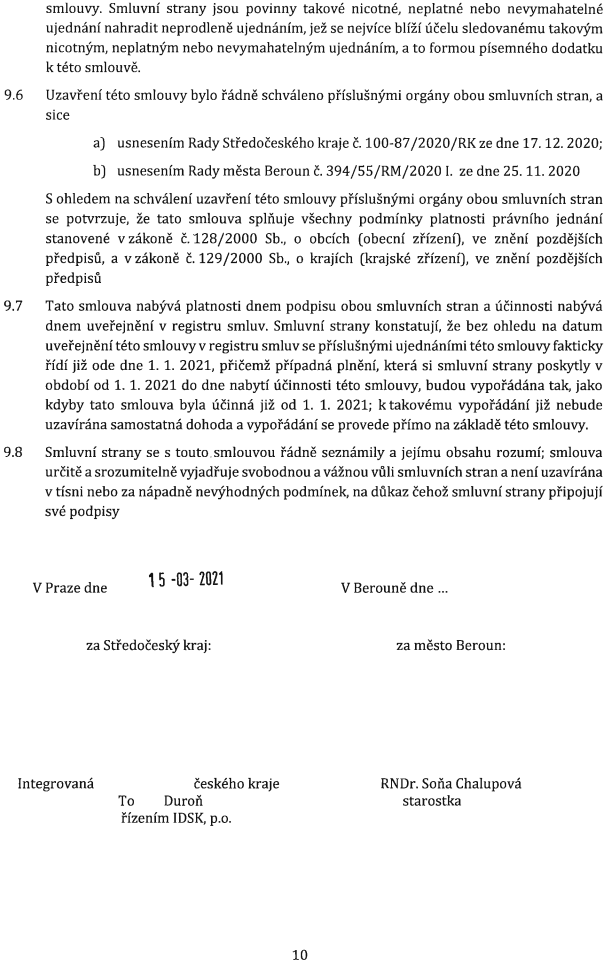 smlouvy. Smluvní strany jsou povinny takové nicotné, neplatné nebo nevymahatelné
ujednání nahradit neprodleně ujednáním, jež se nejvíce blíží účelu sledovanému takovým
nicotným, neplatným nebo nevymahatelným ujednáním, a to formou písemného dodatku
k této smlouvě.
9.6 Uzavření této smlouvy bylo řádně schváleno příslušnými orgány obou smluvních stran, a
sice
a) usnesením Rady Středočeského kraje č. 100-87/2020/RK ze dne 17. 12. 2020;
b) usnesením Rady města Beroun č. 394/55/RM/2020 I. ze dne 25. 11. 2020
S ohledem na schválení uzavření této smlouvy příslušnými orgány obou smluvních stran
se potvrzuje, že tato smlouva splňuje všechny podmínky platnosti právního jednání
stanovené v zákoně č. 128/2000 Sb., o obcích (obecní zřízení), ve znění pozdějších
předpisů, a v zákoně č. 129/2000 Sb., o krajích (krajské zřízení), ve znění pozdějších
předpisů
9.7 Tato smlouva nabývá platnosti dnem podpisu obou smluvních stran a účinnosti nabývá
dnem uveřejnění v registru smluv. Smluvní strany konstatují, že bez ohledu na datum
uveřejnění této smlouvy v registru smluv se příslušnými ujednáními této smlouvy fakticky
řídí již ode dne 1. 1. 2021, přičemž případná plnění, která si smluvní strany poskytly v
období od 1. 1. 2021 do dne nabytí účinnosti této smlouvy, budou vypořádána tak, jako
kdyby tato smlouva byla účinná již od 1. 1. 2021; k takovému vypořádání již nebude
uzavírána samostatná dohoda a vypořádání se provede přímo na základě této smlouvy.
9.8 Smluvní strany se s touto smlouvou řádně seznámily a jejímu obsahu rozumí; smlouva
určitě a srozumitelně vyjadřuje svobodnou a vážnou vůli smluvních stran a není uzavírána
v tísni nebo za nápadně nevýhodných podmínek, na důkaz čehož smluvní strany připojují
své podpisy
V Praze dne 15 -03- 2021 V Berouně dne ...
za Středočeský kraj: za město Beroun:
Integrovaná českého kraje RNDr. Soňa Chalupová
To Duroň starostka
řízením IDSK, p.o.
10